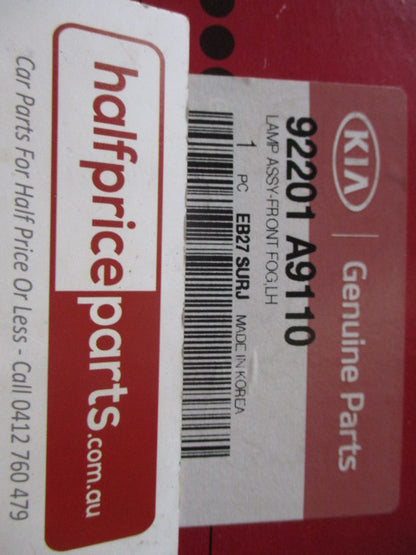 KIA Genuine Parts
92201 A9110
LAMP ASSY-FRONT FOG,LH
1 PC EB27 SURJ MADE IN KOREA
halfpriceparts.com.au
Car Parts For Half Price Or Less - Call 0412 760 479